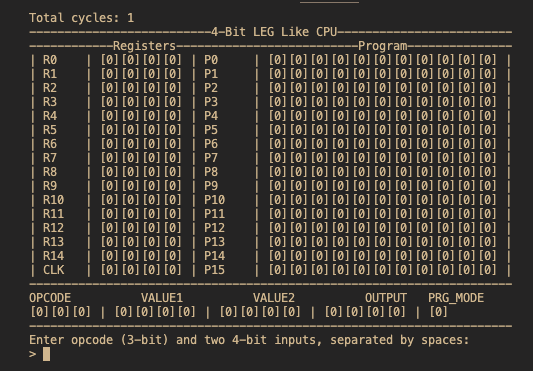 Total cycles: 1
--------------------------4-Bit LEG Like CPU-------------------------
------------Registers--------------------------Program---------------
| R0     | [0][0][0][0] | P0     | [0][0][0][0][0][0][0][0][0][0][0] |
| R1     | [0][0][0][0] | P1     | [0][0][0][0][0][0][0][0][0][0][0] |
| R2     | [0][0][0][0] | P2     | [0][0][0][0][0][0][0][0][0][0][0] |
| R3     | [0][0][0][0] | P3     | [0][0][0][0][0][0][0][0][0][0][0] |
| R4     | [0][0][0][0] | P4     | [0][0][0][0][0][0][0][0][0][0][0] |
| R5     | [0][0][0][0] | P5     | [0][0][0][0][0][0][0][0][0][0][0] |
| R6     | [0][0][0][0] | P6     | [0][0][0][0][0][0][0][0][0][0][0] |
| R7     | [0][0][0][0] | P7     | [0][0][0][0][0][0][0][0][0][0][0] |
| R8     | [0][0][0][0] | P8     | [0][0][0][0][0][0][0][0][0][0][0] |
| R9     | [0][0][0][0] | P9     | [0][0][0][0][0][0][0][0][0][0][0] |
| R10    | [0][0][0][0] | P10    | [0][0][0][0][0][0][0][0][0][0][0] |
| R11    | [0][0][0][0] | P11    | [0][0][0][0][0][0][0][0][0][0][0] |
| R12    | [0][0][0][0] | P12    | [0][0][0][0][0][0][0][0][0][0][0] |
| R13    | [0][0][0][0] | P13    | [0][0][0][0][0][0][0][0][0][0][0] |
| R14    | [0][0][0][0] | P14    | [0][0][0][0][0][0][0][0][0][0][0] |
| CLK    | [0][0][0][0] | P15    | [0][0][0][0][0][0][0][0][0][0][0] |
---------------------------------------------------------------------
OPCODE          VALUE1          VALUE2          OUTPUT   PRG_MODE
[0][0][0] | [0][0][0][0] | [0][0][0][0] | [0][0][0][0] | [0]
---------------------------------------------------------------------
Enter opcode (3-bit) and two 4-bit inputs, separated by spaces:
>